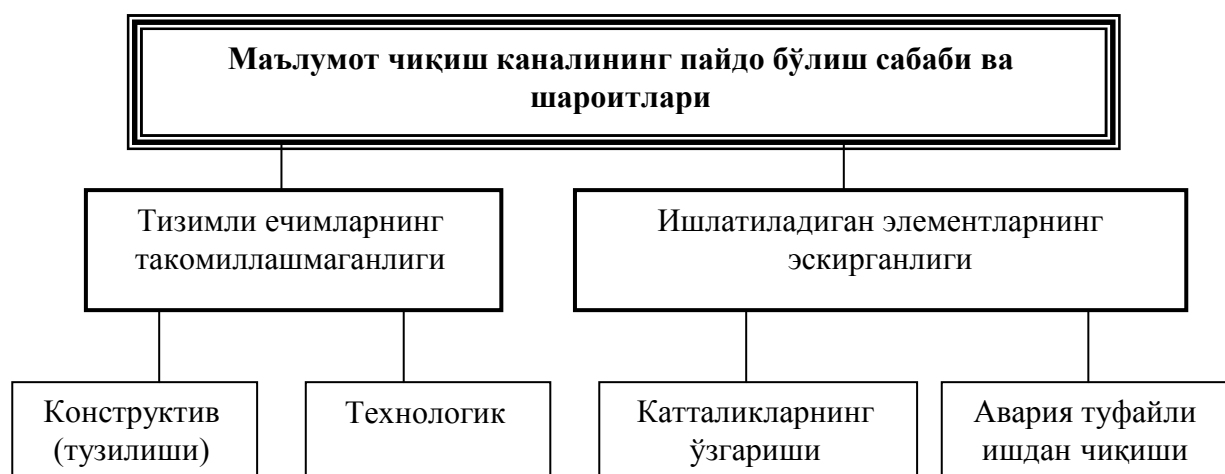 Маълумот чиқиш каналининг пайдо бўлиш сабаби ва
шароитлари
Тизимли ечимларнинг
такомиллашмаганлиги
Ишлатиладиган элементларнинг
эскирганлиги
Конструктив
(тузилиши)
Технологик
Катталикларнинг
ўзгариши
Авария туфайли
ишдан чиқиши